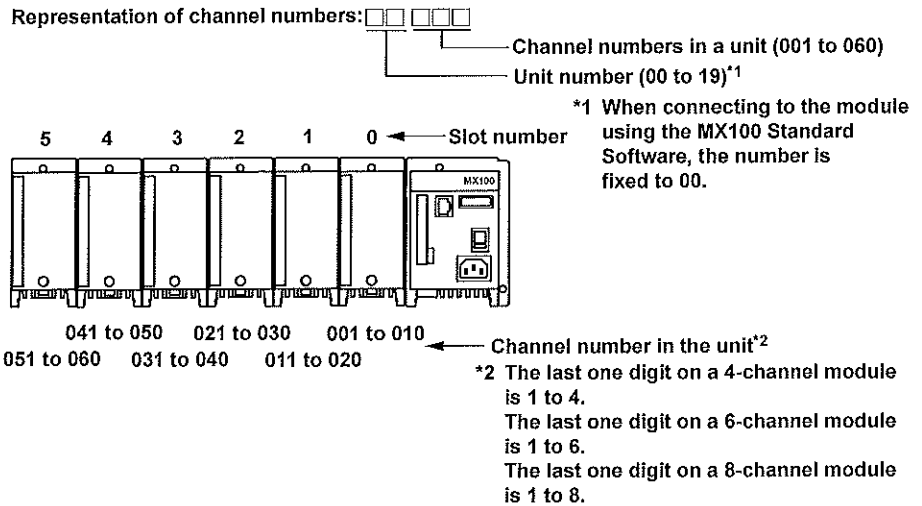 Representation of channel numbers:□□ □□□
Channel numbers in a unit (001 to 060)
Unit number (00 to 19)*1
*1 When connecting to the module
using the MX100 Standard
Software, the number is
fixed to 00.
5 4 3 2 1 0 Slot number
MX100
041 to 050 021 to 030 001 to 010
051 to 060 031 to 040 011 to 020
Channel number in the unit*2
*2 The last one digit on a 4-channel module
is 1 to 4.
The last one digit on a 6-channel module
is 1 to 6.
The last one digit on a 8-channel module
is 1 to 8.